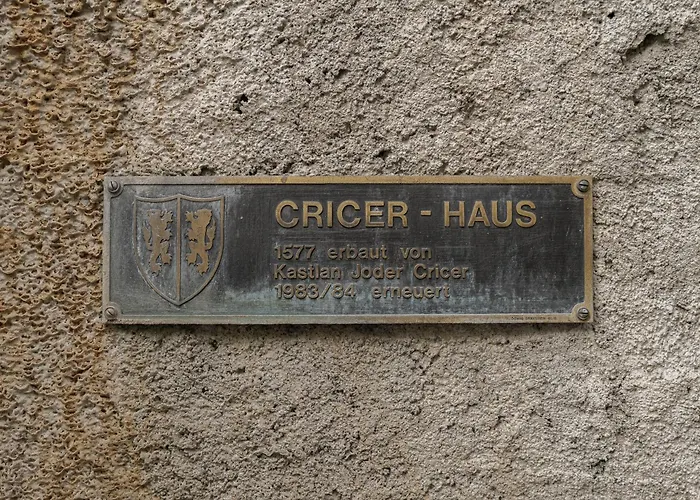 CRICER - HAUS
1577 erbaut von
Kastian Joder Cricer
1983/84 erneuert